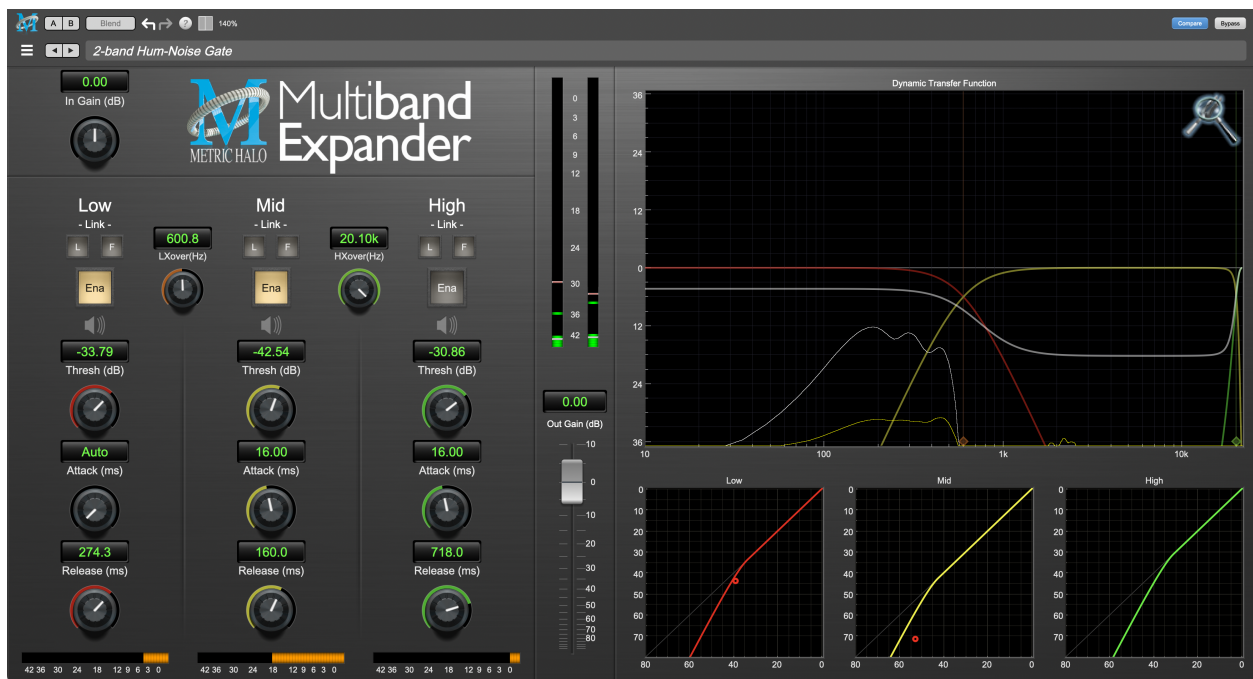 A B Blend ? 140% Compare Bypass
2-band Hum-Noise Gate
0.00
In Gain (dB)
METRIC HALO
Multiband
Expander
Low Mid High
- Link - - Link - - Link -
L F L F L F
600.8 20.10k
LXover(Hz) HXover(Hz)
Ena Ena Ena
-33.79 -42.54 -30.86
Thresh (dB) Thresh (dB) Thresh (dB)
Auto 16.00 16.00
Attack (ms) Attack (ms) Attack (ms)
274.3 160.0 718.0
Release (ms) Release (ms) Release (ms)
42 36 30 24 18 12 9 6 3 0 42 36 30 24 18 12 9 6 3 0 42 36 30 24 18 12 9 6 3 0
0
3
6
9
12
18
24
30
36
42
0.00
Out Gain (dB)
10
0
10
20
30
40
50
60
70
80
Dynamic Transfer Function
36
24
12
0
12
24
36
10 100 1k 10k
Low Mid High
0 0 0
10 10 10
20 20 20
30 30 30
40 40 40
50 50 50
60 60 60
70 70 70
80 60 40 20 0 80 60 40 20 0 80 60 40 20 0